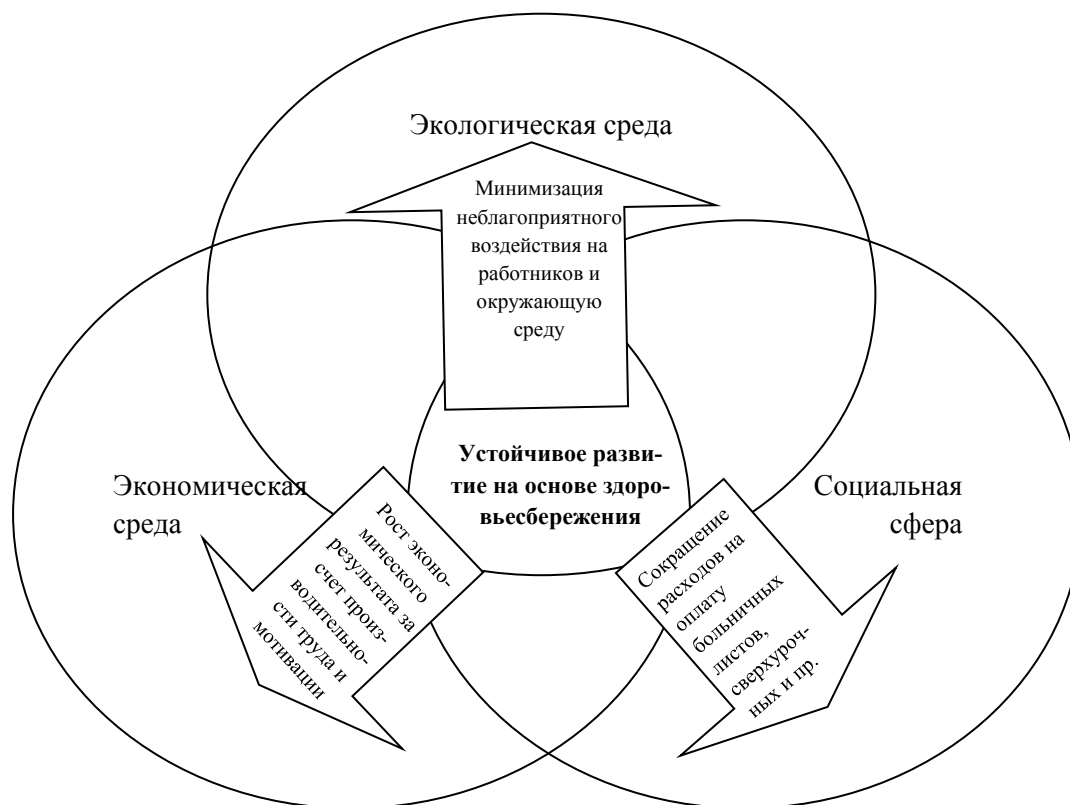 Экологическая среда
Минимизация
неблагоприятного
воздействия на
работников и
окружающую
среду
Устойчивое разви-
тие на основе здоро-
вьесбережения
Экономическая
среда
Рост эконо-
мического
результата за
счет произ-
водительно-
сти труда и
мотивации
Социальная
сфера
Сокращение
расходов на
оплату
больничных
листов,
сверхуроч-
ных и пр.